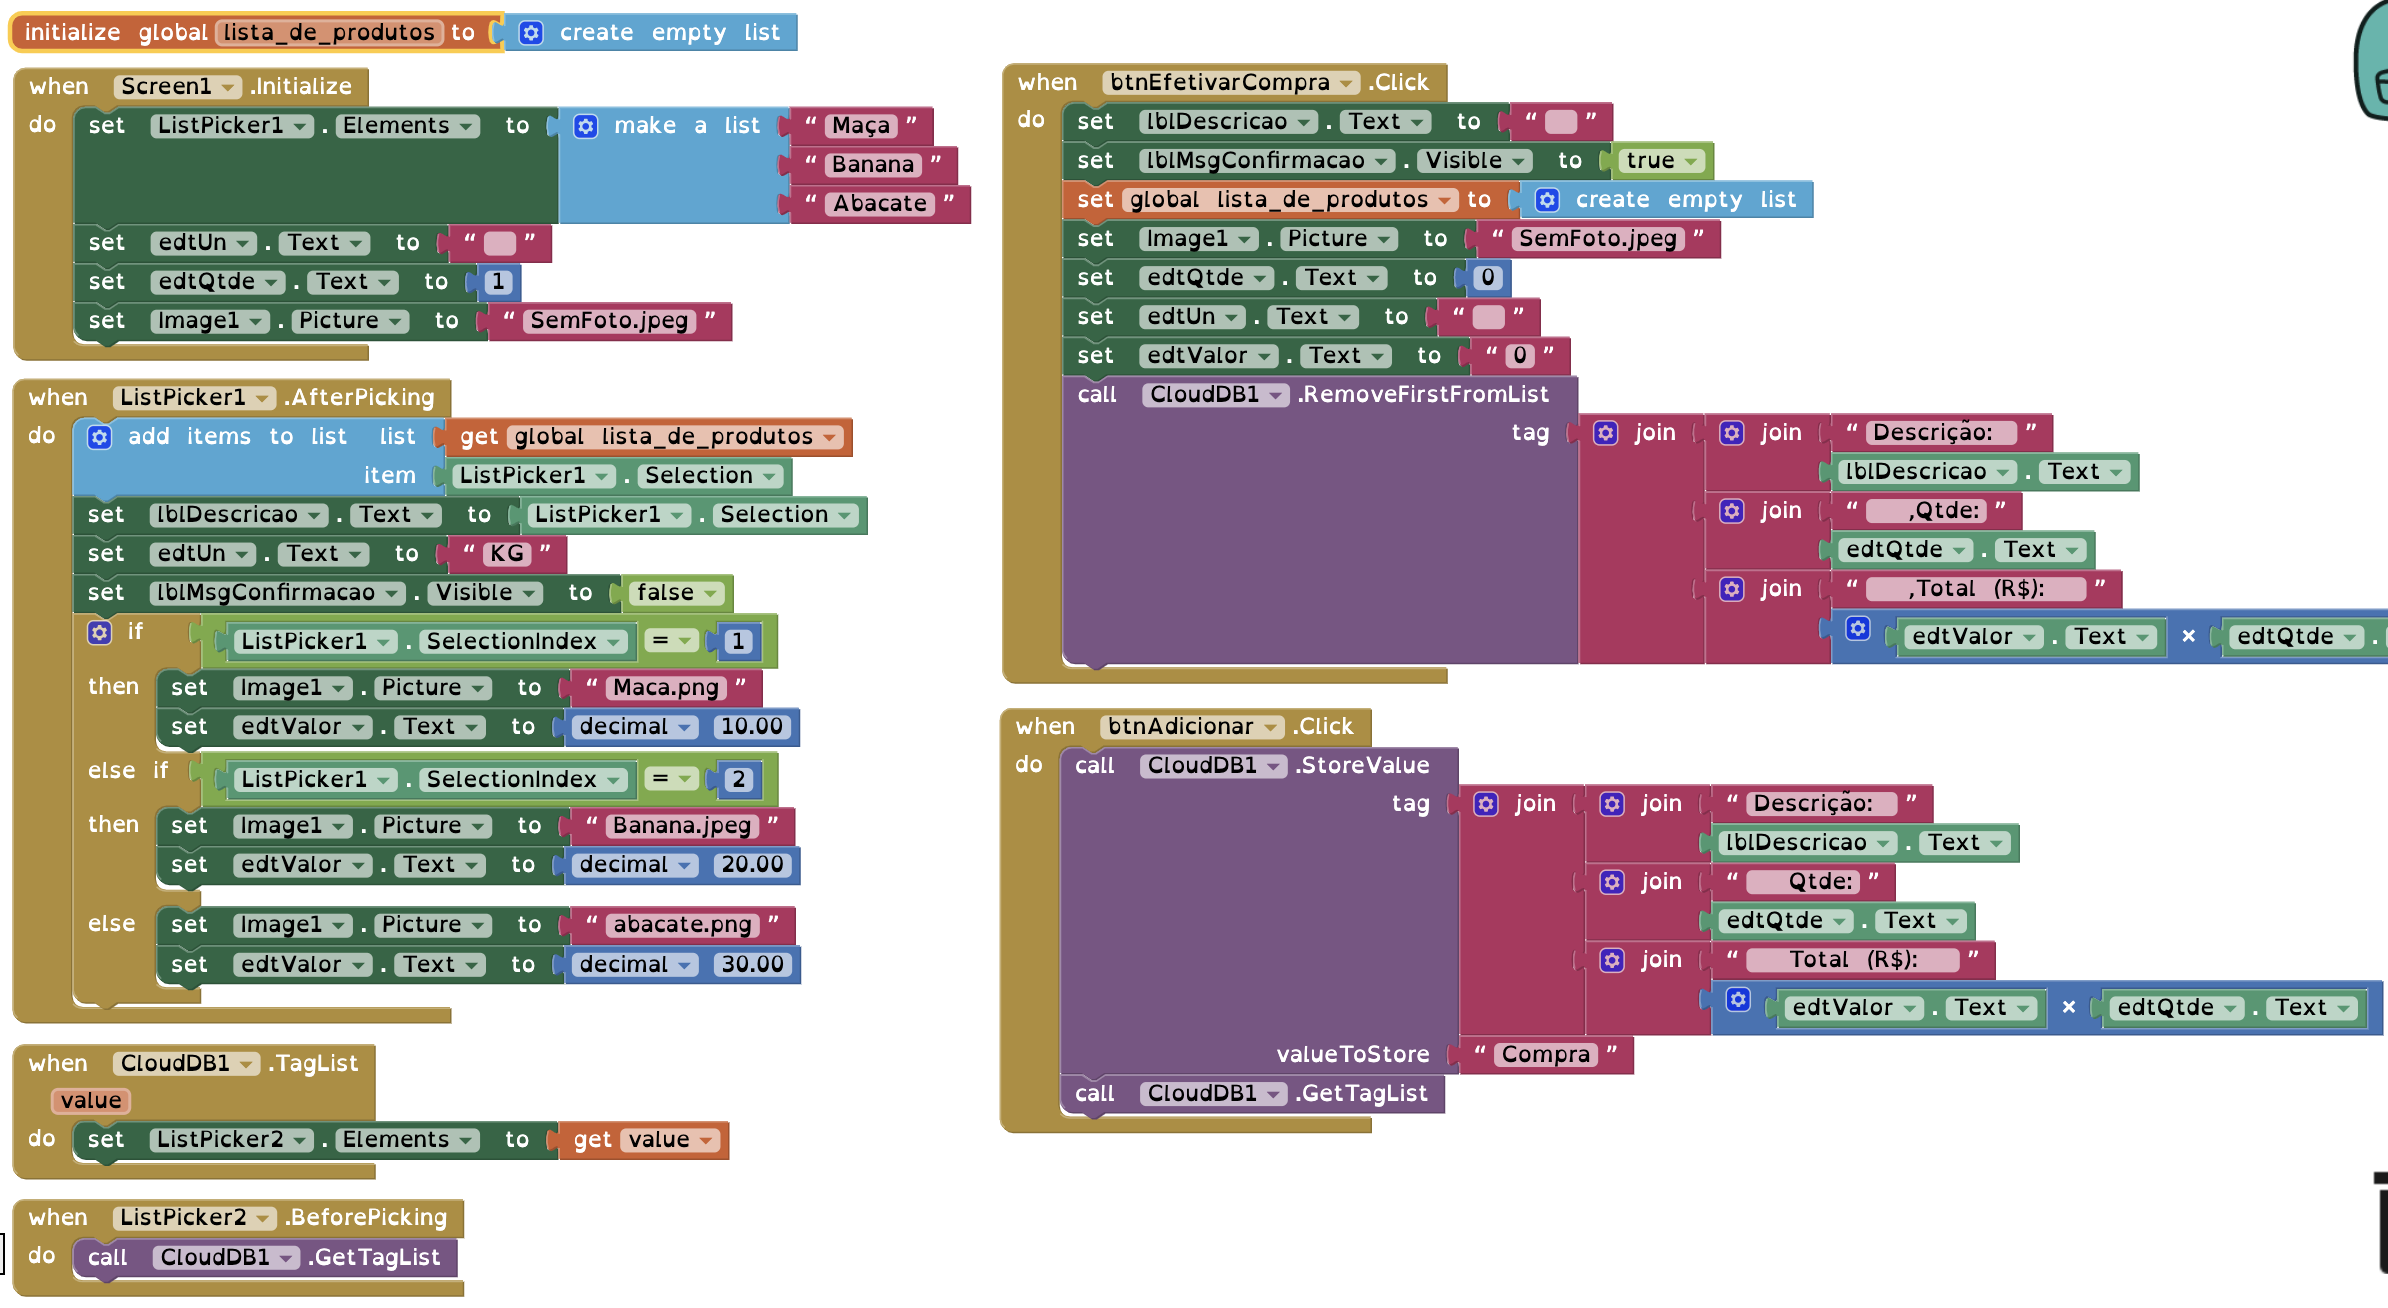 initialize global lista_de_produtos to create empty list
when Screen1 .Initialize
do set ListPicker1 . Elements to make a list " Maça "
" Banana "
" Abacate "
set edtUn . Text to " "
set edtQtde . Text to 1
set Image1 . Picture to " SemFoto.jpeg "
when ListPicker1 .AfterPicking
do add items to list list get global lista_de_produtos
item ListPicker1 . Selection
set lblDescricao . Text to ListPicker1 . Selection
set edtUn . Text to " KG "
set lblMsgConfirmacao . Visible to false
if ListPicker1 . SelectionIndex = 1
then set Image1 . Picture to " Maca.png "
set edtValor . Text to decimal 10.00
else if ListPicker1 . SelectionIndex = 2
then set Image1 . Picture to " Banana.jpeg "
set edtValor . Text to decimal 20.00
else set Image1 . Picture to " abacate.png "
set edtValor . Text to decimal 30.00
when CloudDB1 .TagList
value
do set ListPicker2 . Elements to get value
when ListPicker2 .BeforePicking
do call CloudDB1 .GetTagList
when btnEfetivarCompra .Click
do set lblDescricao . Text to " "
set lblMsgConfirmacao . Visible to true
set global lista_de_produtos to create empty list
set Image1 . Picture to " SemFoto.jpeg "
set edtQtde . Text to 0
set edtUn . Text to " "
set edtValor . Text to " 0 "
call CloudDB1 .RemoveFirstFromList
tag join join " Descrição: "
lblDescricao . Text
join " ,Qtde: "
edtQtde . Text
join " ,Total (R$): "
edtValor . Text × edtQtde .
when btnAdicionar .Click
do call CloudDB1 .StoreValue
tag join join " Descrição: "
lblDescricao . Text
join " Qtde: "
edtQtde . Text
join " Total (R$): "
edtValor . Text × edtQtde . Text
valueToStore " Compra "
call CloudDB1 .GetTagList